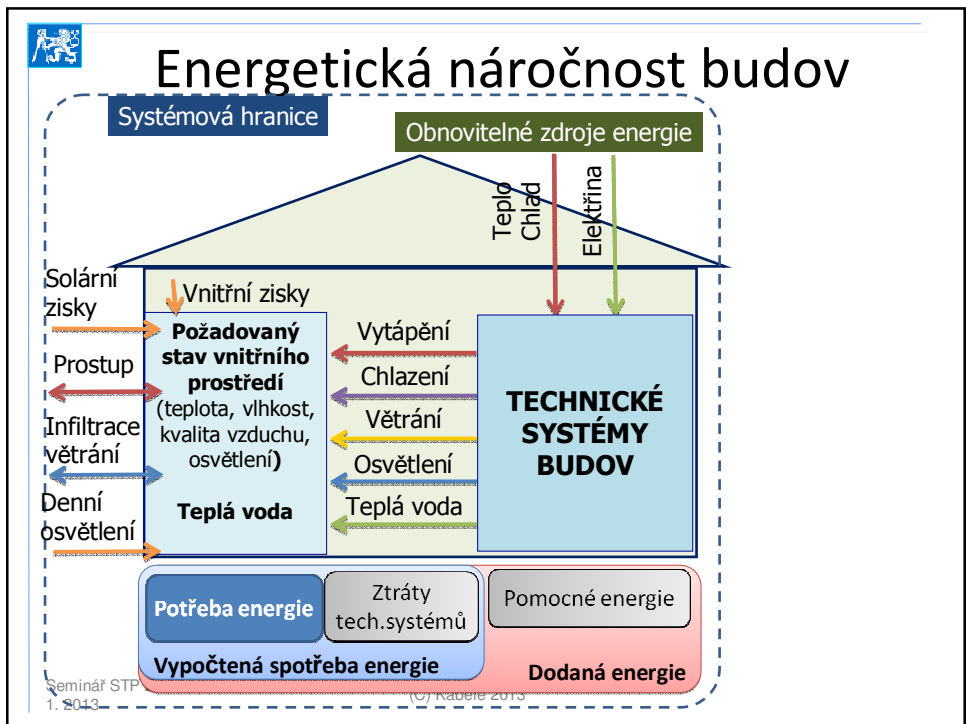 Energetická náročnost budov
Systémová hranice
Obnovitelné zdroje energie
Teplo
Chlad
Elektřina
Solární
zisky
Vnitřní zisky
Prostup
Infiltrace
větrání
Denní
osvětlení
Požadovaný
stav vnitřního
prostředí
(teplota, vlhkost,
kvalita vzduchu,
osvětlení)
Teplá voda
Vytápění
Chlazení
Větrání
Osvětlení
Teplá voda
TECHNICKÉ
SYSTÉMY
BUDOV
Potřeba energie
Ztráty
tech.systémů
Pomocné energie
Vypočtená spotřeba energie
Dodaná energie
Seminář STP
1. 2013
(C) Kabele 2013